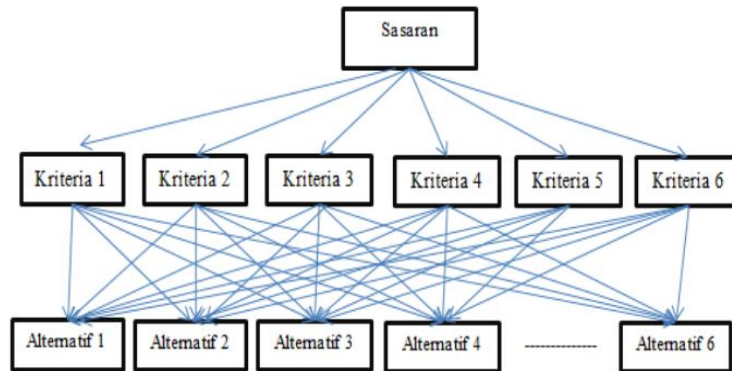 Sasaran
Kriteria 1
Kriteria 2
Kriteria 3
Kriteria 4
Kriteria 5
Kriteria 6
Alternatif 1
Alternatif 2
Alternatif 3
Alternatif 4
--------------
Alternatif 6